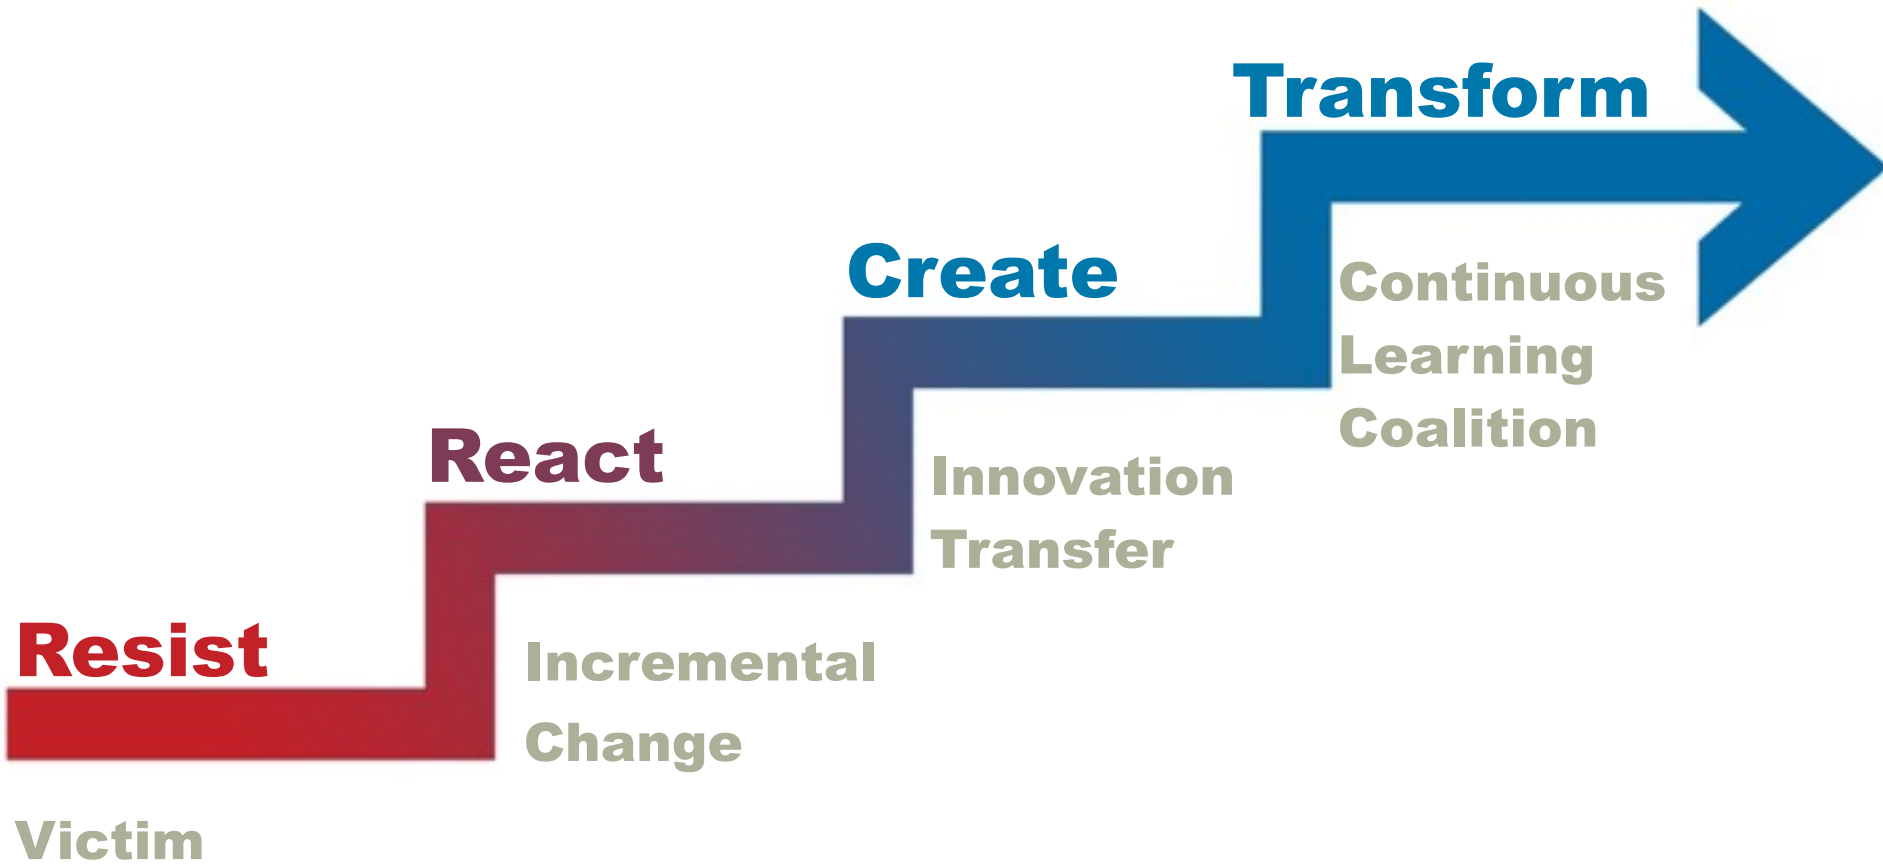 Transform
Create
Continuous
Learning
Coalition
React
Innovation
Transfer
Resist
Incremental
Change
Victim